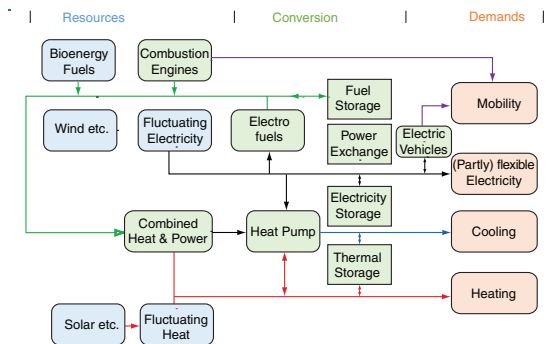 Resources
Conversion
Demands
Bioenergy
Fuels
Combustion
Engines
Fuel
Storage
Mobility
Wind etc.
Fluctuating
Electricity
Electro
fuels
Power
Exchange
Electric
Vehicles
(Partly) flexible
Electricity
Electricity
Storage
Combined
Heat & Power
Heat Pump
Cooling
Thermal
Storage
Heating
Solar etc.
Fluctuating
Heat